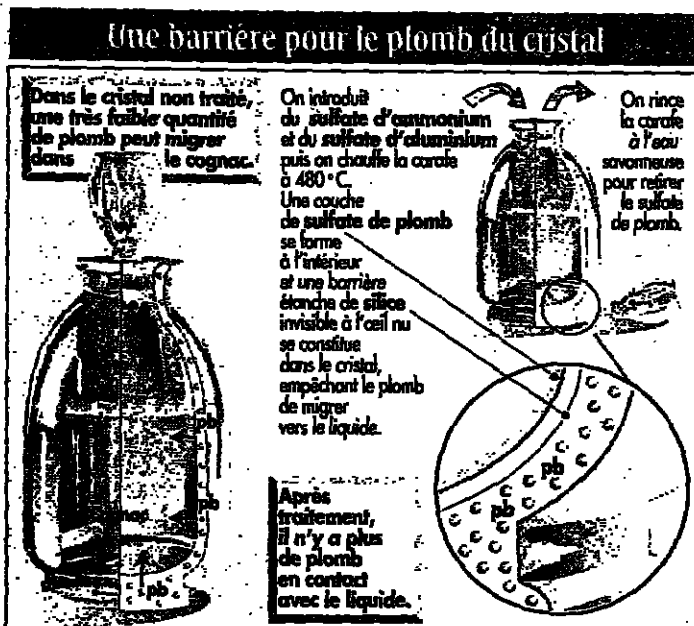 Une barriére pour le plomb du cristal
Dans le cristal non traité,
une très faible quantité
de plomb peut migrer
dans le cognac.
On introduit
du sulfate d'ammonium
et du sulfate d'aluminium
puis on chauffe la carafe
à 480 °C.
Une couche
de sulfate de plomb
se forme
à l'intérieur
et une barrière
étanche de silice
invisible à l'œil nu
se constitue
dans le cristal,
empêchant le plomb
de migrer
vers le liquide.
On rince
la carafe
à l'eau
savonneuse
pour retirer
le sulfate
de plomb.
pb
pb
pb
pb
pb
Après
traitement,
il n'y a plus
de plomb
en contact
avec le liquide.